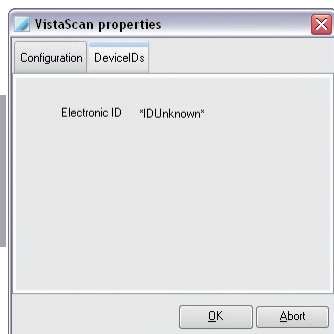 VistaScan properties
Configuration DeviceIDs
Electronic ID *IDUnknown*
OK Abort